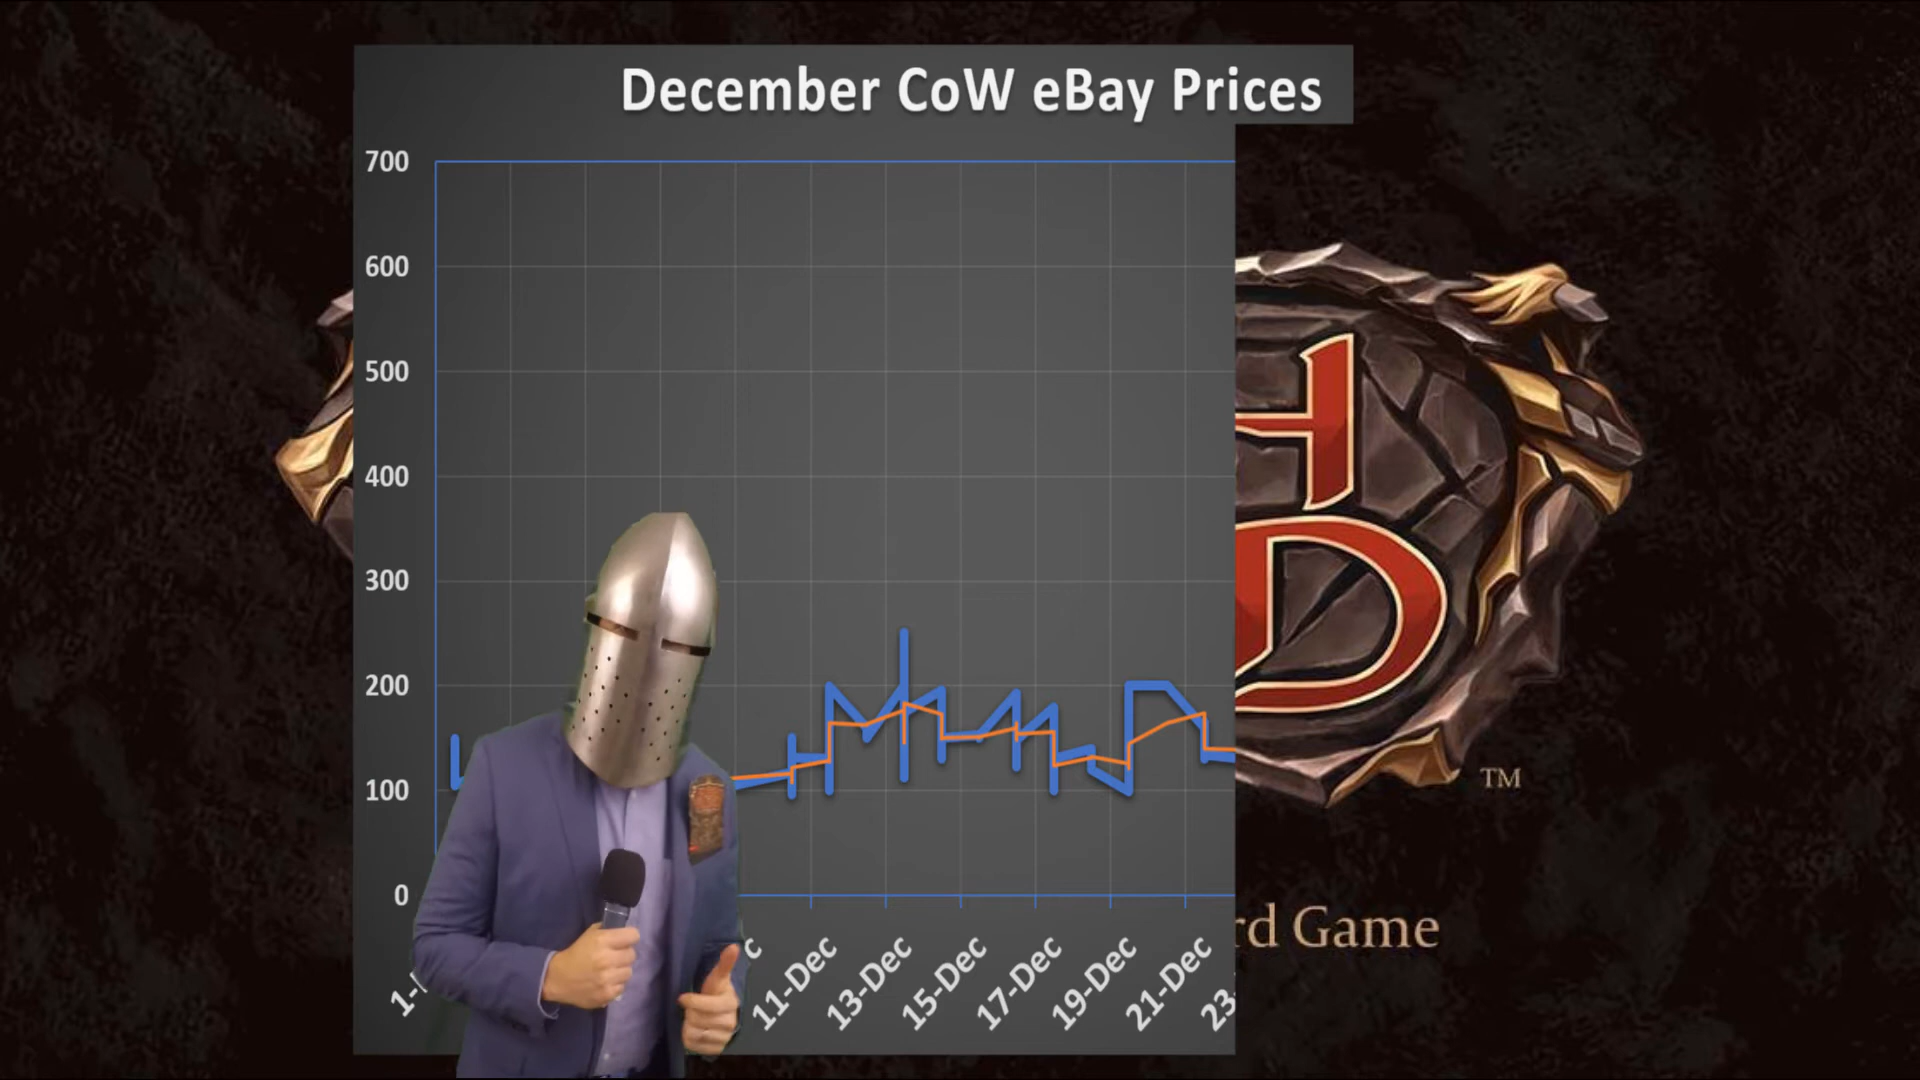 December CoW eBay Prices
700
600
500
400
300
200
100
0
11-Dec
13-Dec
15-Dec
17-Dec
19-Dec
21-Dec
H
D
TM
rd Game